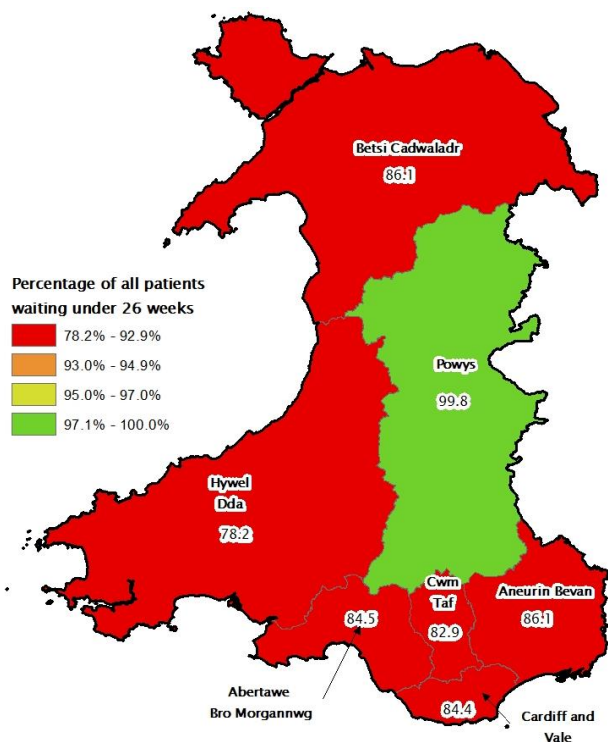 Betsi Cadwaladr
86.1
Percentage of all patients
waiting under 26 weeks
78.2% - 92.9%
93.0% - 94.9%
95.0% - 97.0%
97.1% - 100.0%
Powys
99.8
Hywel
Dda
78.2
Cwm
Taf
82.9
Aneurin Bevan
86.1
84.5
Abertawe
Bro Morgannwg
84.4
Cardiff and
Vale